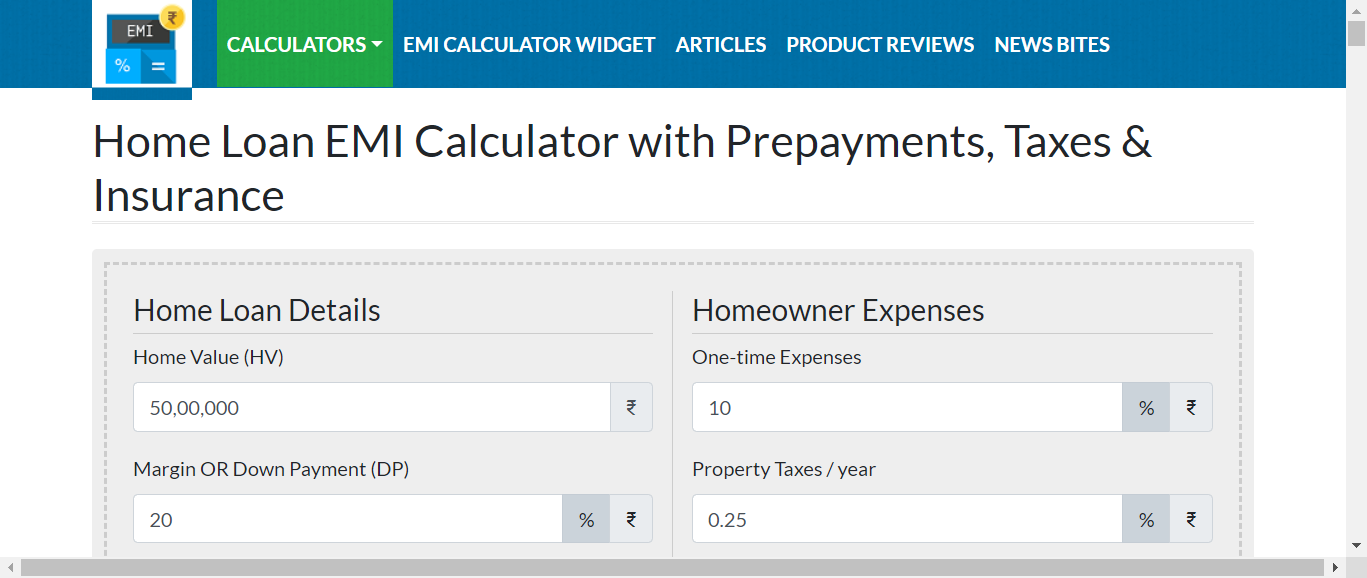 EMI ₹
% =
CALCULATORS EMI CALCULATOR WIDGET ARTICLES PRODUCT REVIEWS NEWS BITES
Home Loan EMI Calculator with Prepayments, Taxes &
Insurance
Home Loan Details
Home Value (HV)
50,00,000 ₹
Margin OR Down Payment (DP)
20 % ₹
Homeowner Expenses
One-time Expenses
10 % ₹
Property Taxes / year
0.25 % ₹